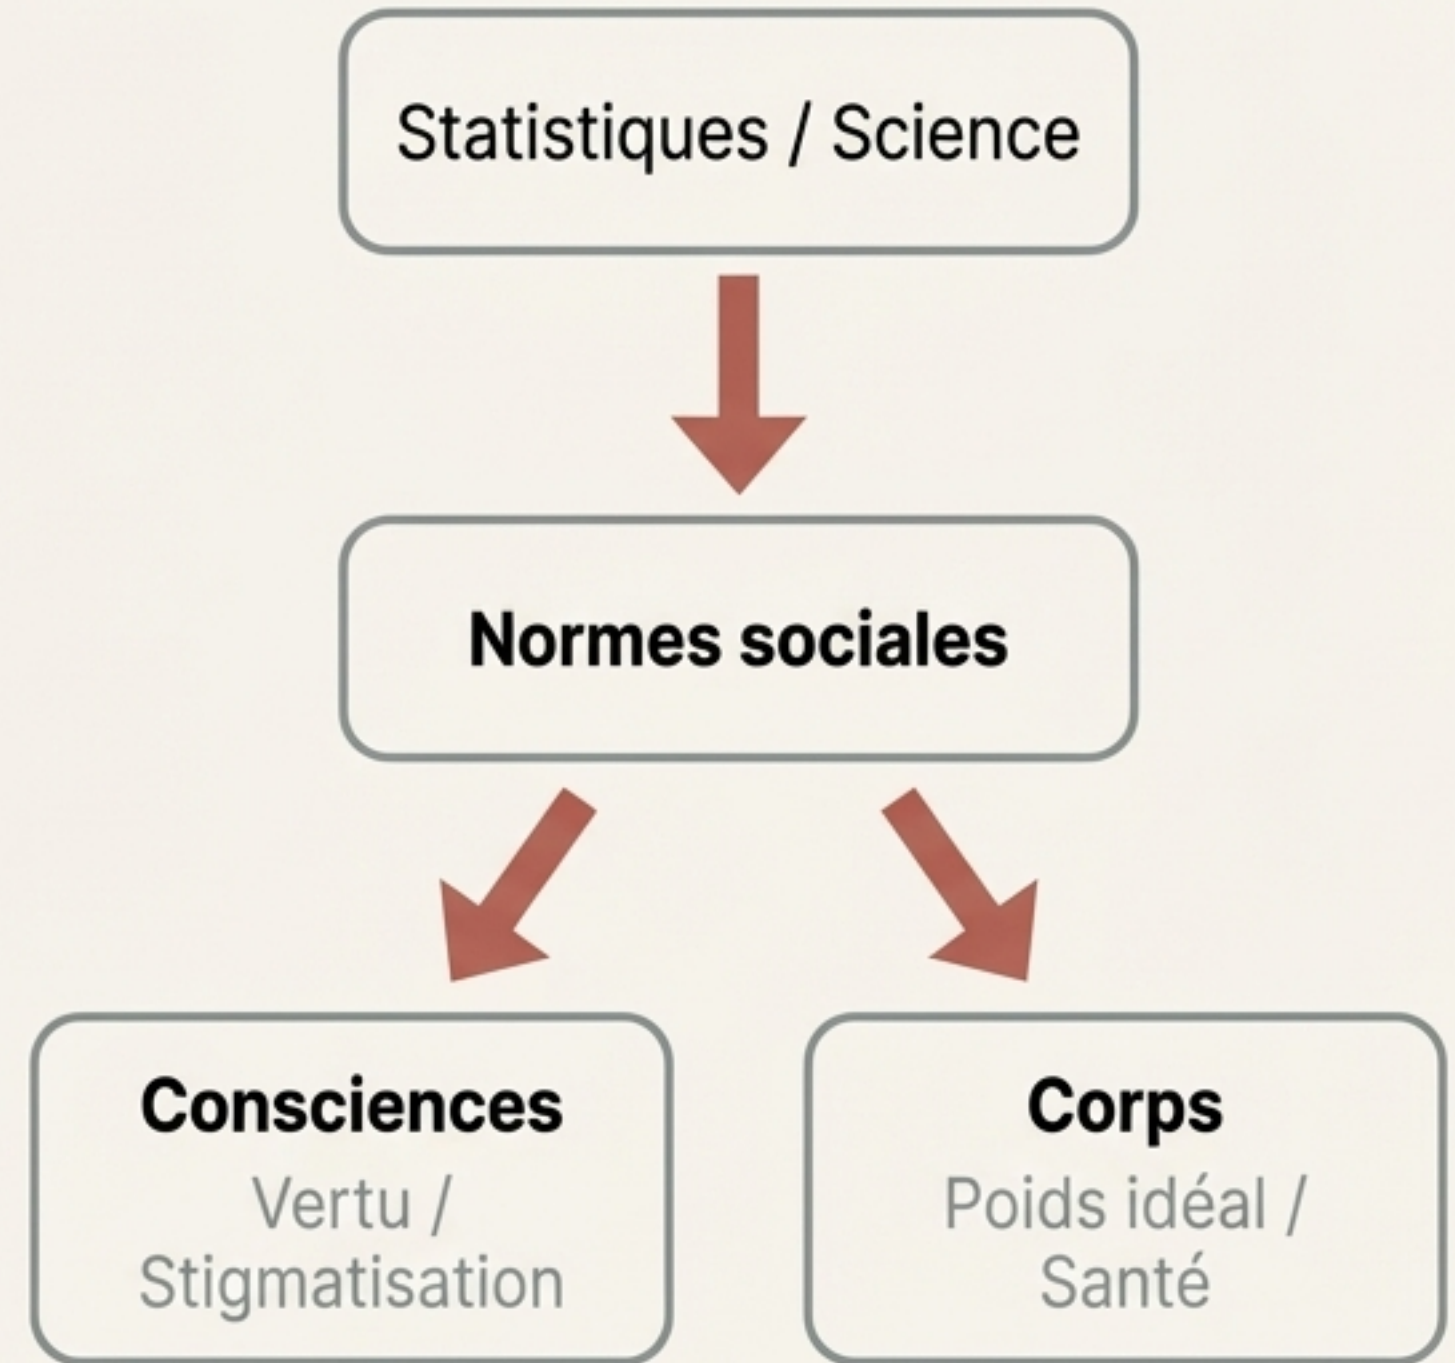 Statistiques / Science
Normes sociales
Consciences
Vertu /
Stigmatisation
Corps
Poids idéal /
Santé